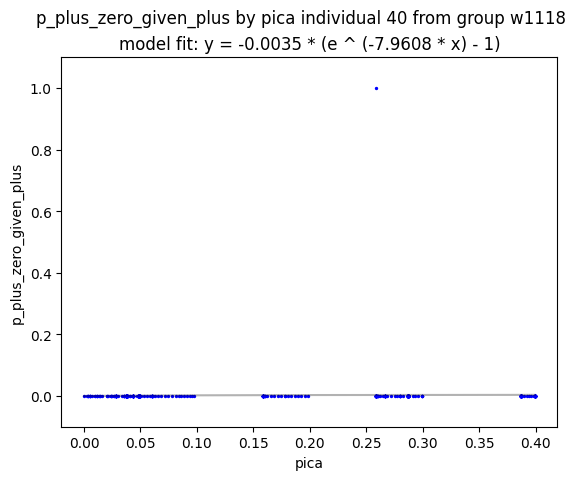 p_plus_zero_given_plus by pica individual 40 from group w1118
model fit: y = -0.0035 * (e ^ (-7.9608 * x) - 1)
1.0
0.8
0.6
0.4
0.2
0.0
p_plus_zero_given_plus
0.00 0.05 0.10 0.15 0.20 0.25 0.30 0.35 0.40
pica